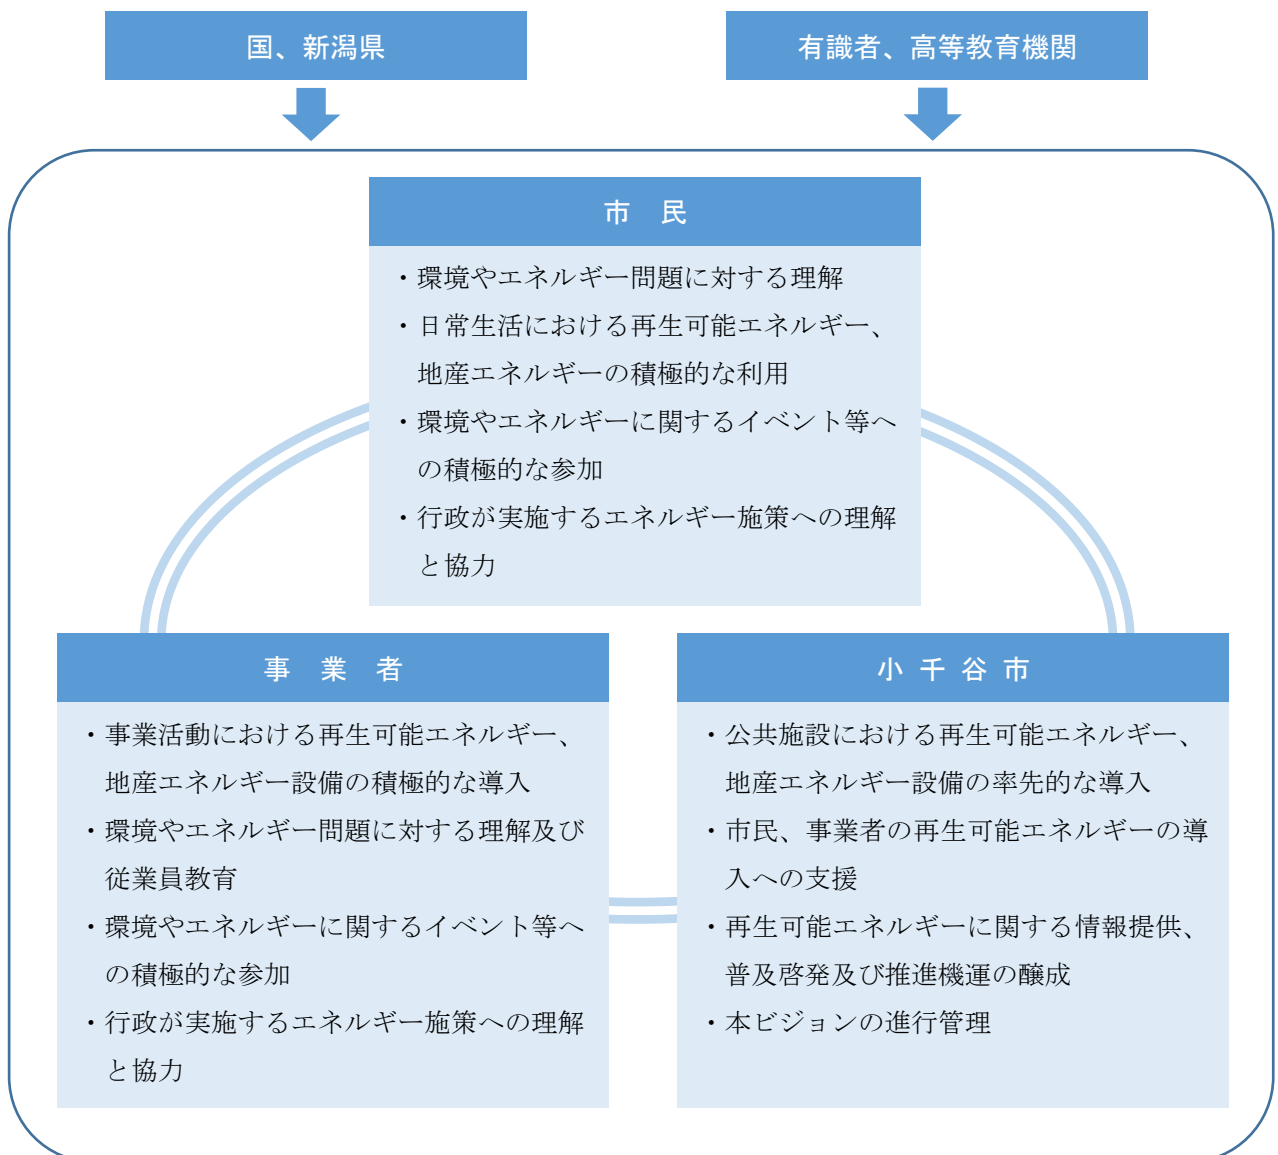 国、新潟県
有識者、高等教育機関
市　民
・環境やエネルギー問題に対する理解
・日常生活における再生可能エネルギー、
地産エネルギーの積極的な利用
・環境やエネルギーに関するイベント等へ
の積極的な参加
・行政が実施するエネルギー施策への理解
と協力
事　業　者
・事業活動における再生可能エネルギー、
地産エネルギー設備の積極的な導入
・環境やエネルギー問題に対する理解及び
従業員教育
・環境やエネルギーに関するイベント等へ
の積極的な参加
・行政が実施するエネルギー施策への理解
と協力
小 千 谷 市
・公共施設における再生可能エネルギー、
地産エネルギー設備の率先的な導入
・市民、事業者の再生可能エネルギーの導
入への支援
・再生可能エネルギーに関する情報提供、
普及啓発及び推進機運の醸成
・本ビジョンの進行管理